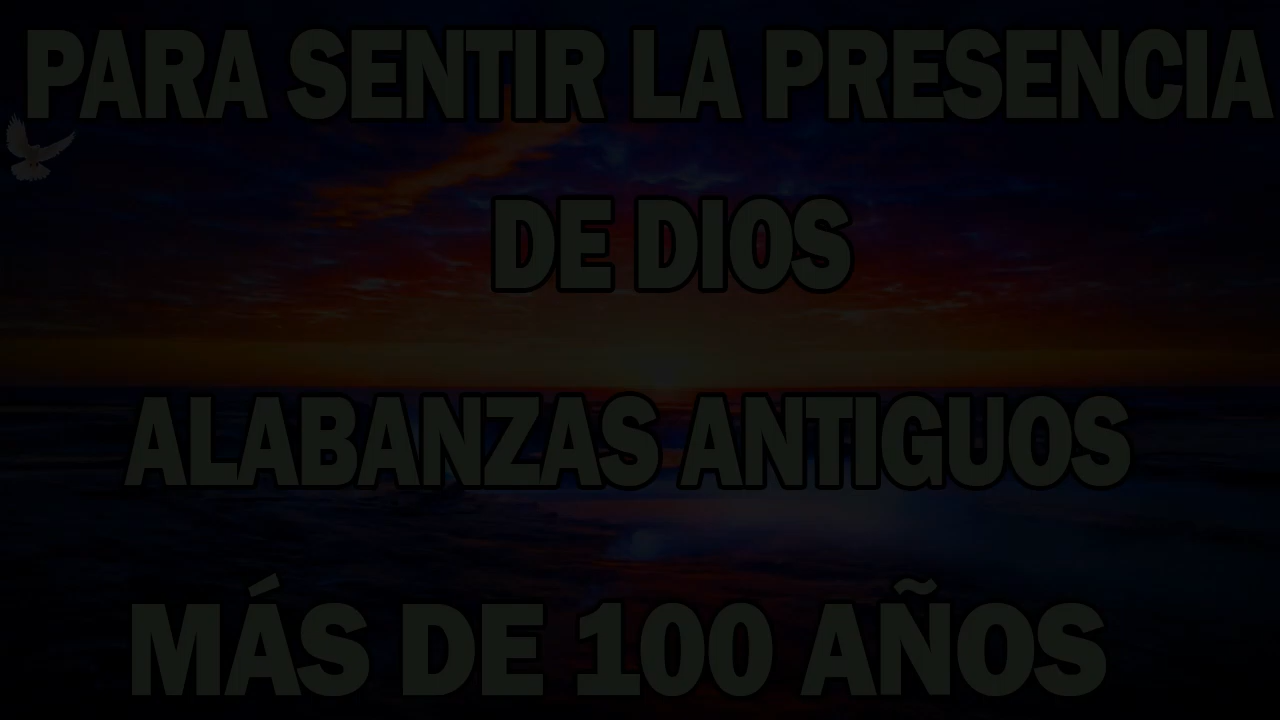 PARA SENTIR LA PRESENCIA
DE DIOS
ALABANZAS ANTIGUOS
MÁS DE 100 AÑOS